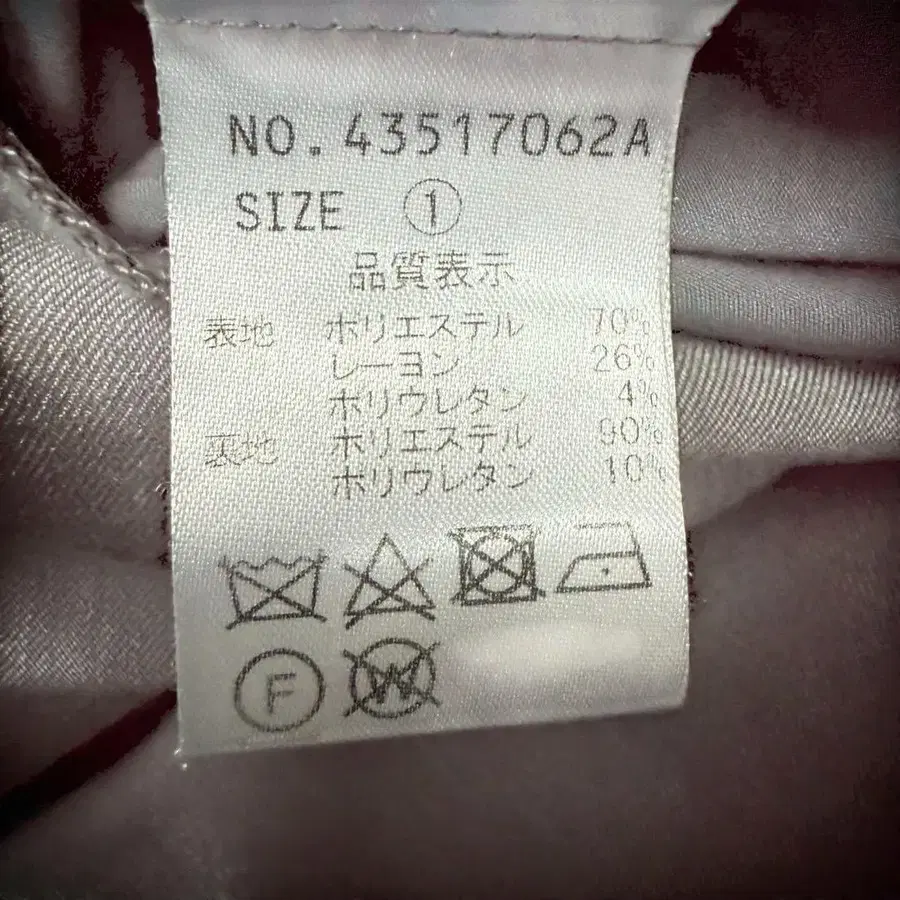 NO.43517062A
SIZE ①
品質表示
表地 ポリエステル 70%
レーヨン 26%
ポリウレタン 4%
裏地 ポリエステル 90%
ポリウレタン 10%
F W